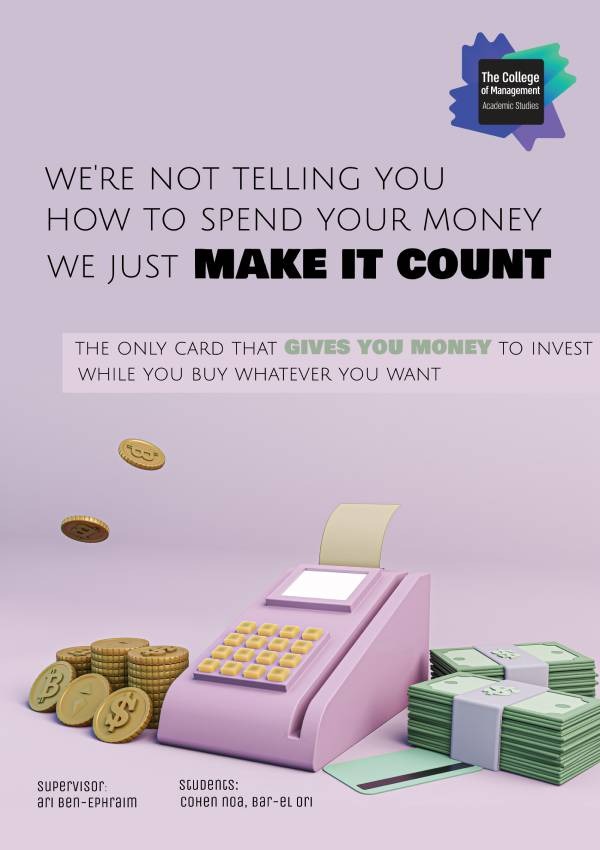 The College
of Management
Academic Studies
WE'RE NOT TELLING YOU
HOW TO SPEND YOUR MONEY
WE JUST MAKE IT COUNT
THE ONLY CARD THAT GIVES YOU MONEY TO INVEST
WHILE YOU BUY WHATEVER YOU WANT
Supervisor:
Ari Ben-Ephraim
Students:
Cohen Noa, Bar-El Ori